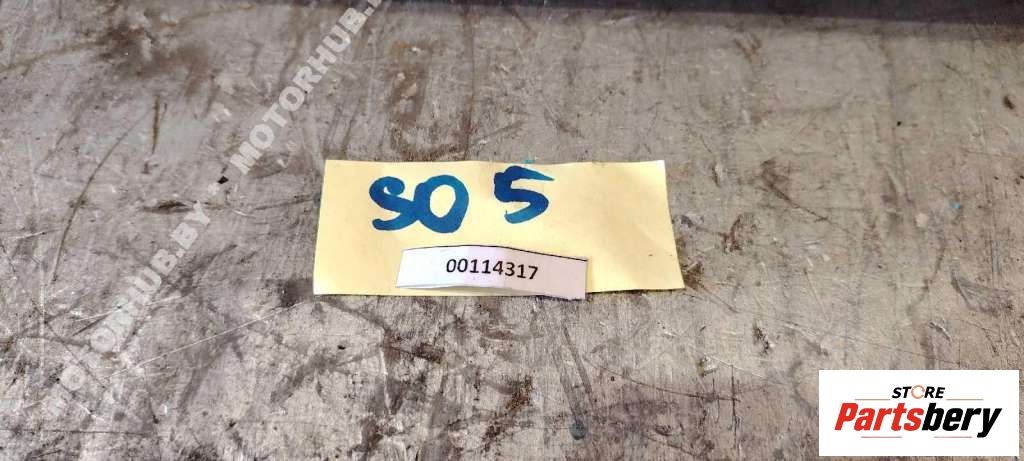 MOTORHUB.BY MOTORHUB.BY
SO 5
00114317
STORE
Partsbery